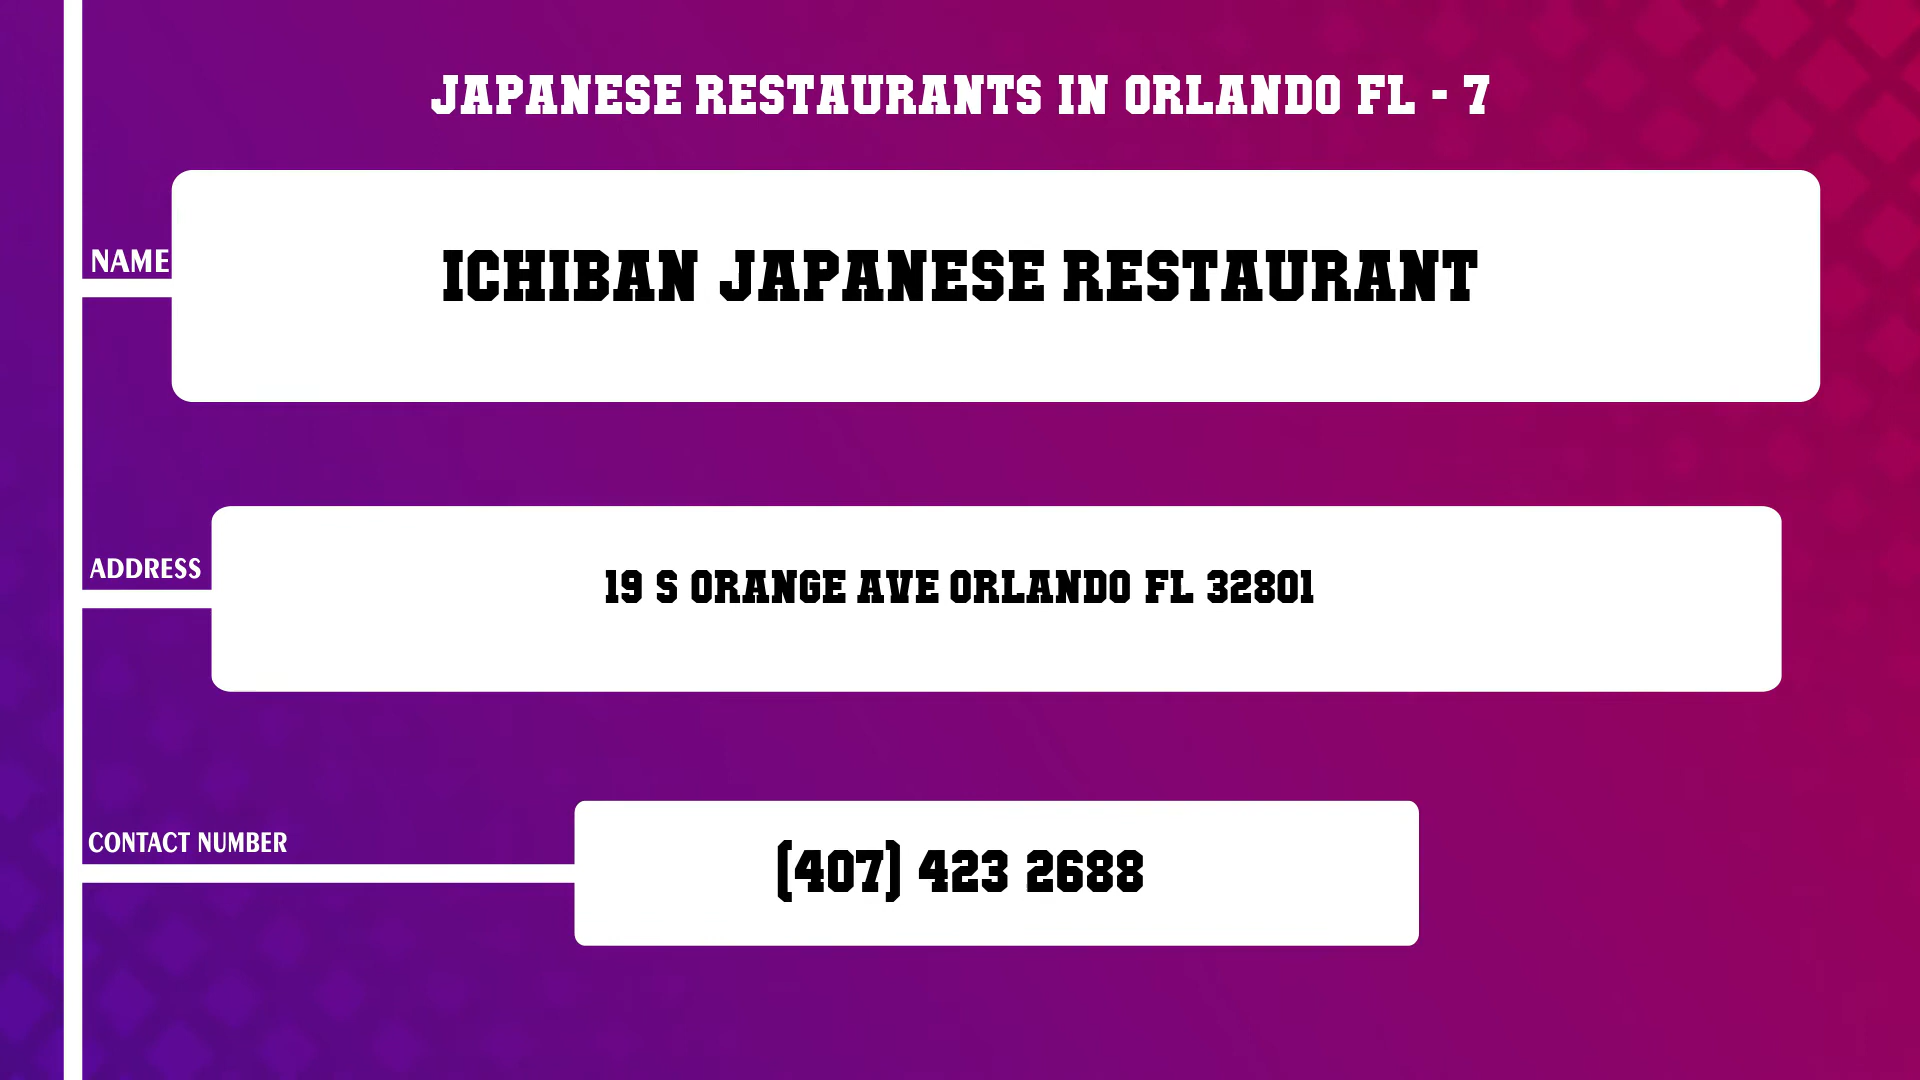 JAPANESE RESTAURANTS IN ORLANDO FL - 7
NAME
ICHIBAN JAPANESE RESTAURANT
ADDRESS
19 S ORANGE AVE ORLANDO FL 32801
CONTACT NUMBER
(407) 423 2688